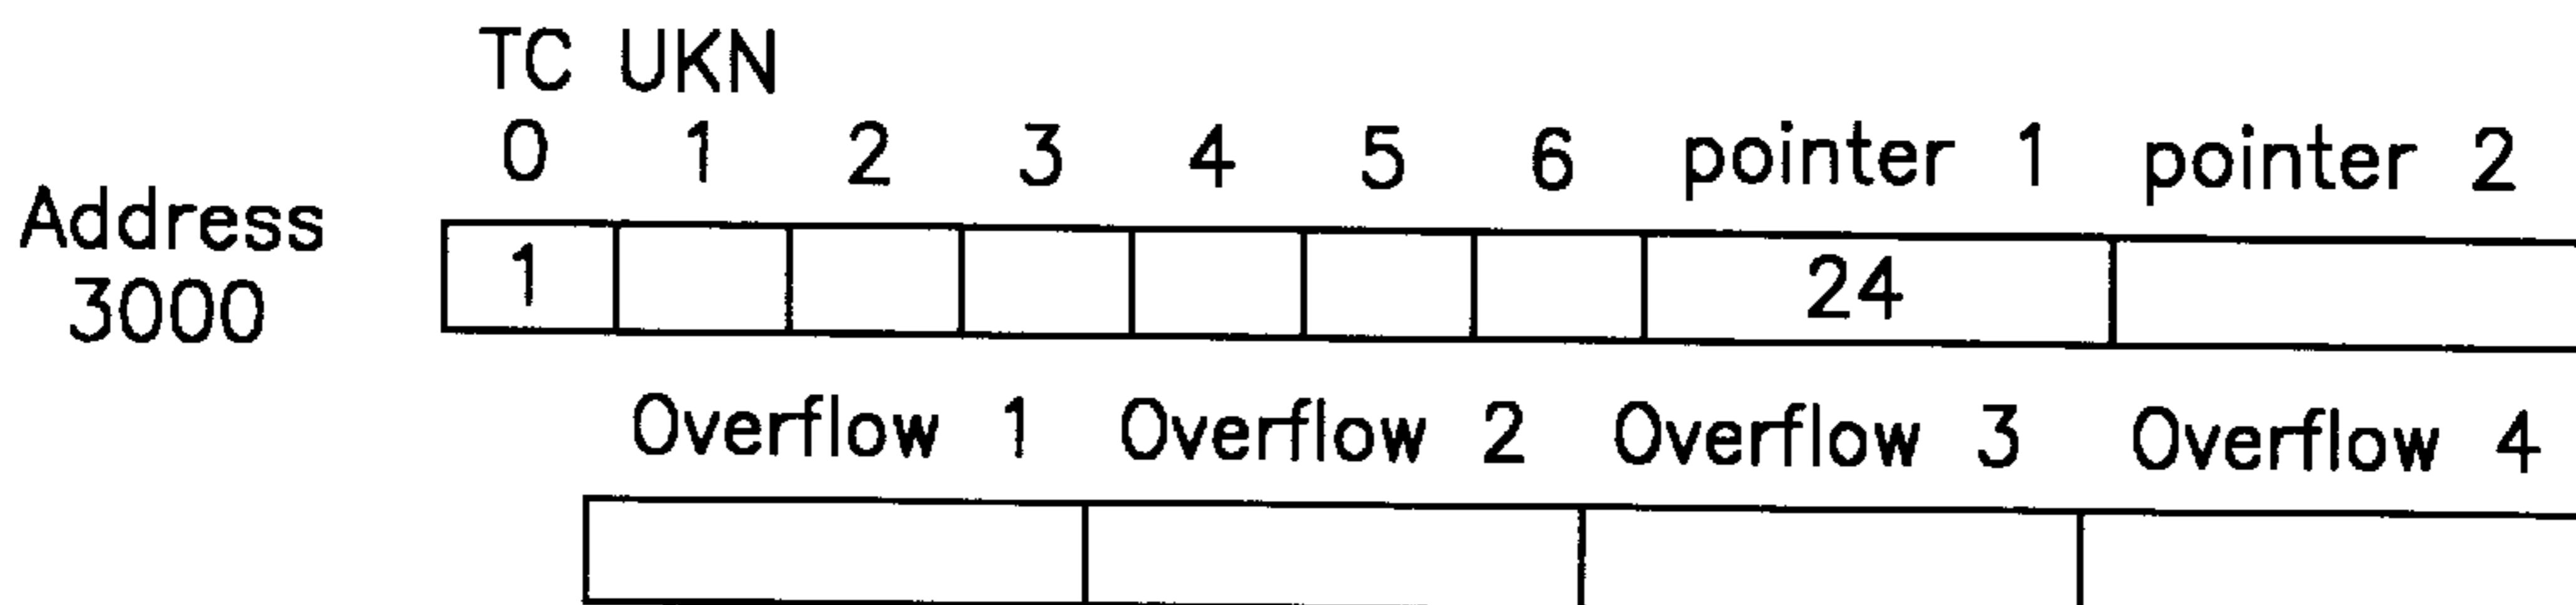 TC UKN
0 1 2 3 4 5 6 pointer 1 pointer 2
Address
3000
1 24
Overflow 1 Overflow 2 Overflow 3 Overflow 4